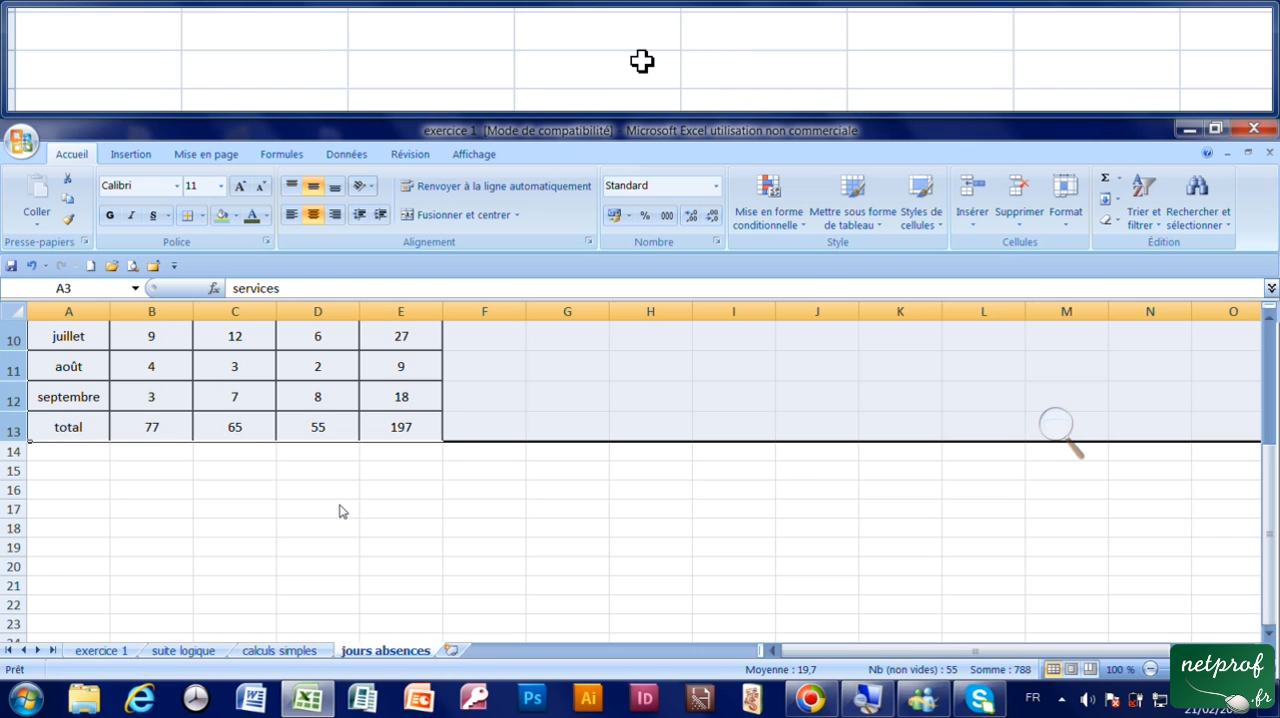 exercice 1 [Mode de compatibilité] - Microsoft Excel utilisation non commerciale
Accueil Insertion Mise en page Formules Données Révision Affichage
Coller
Presse-papiers
Calibri 11
G I S
Police
Renvoyer à la ligne automatiquement
Fusionner et centrer
Alignement
Standard
% 000
Nombre
Mise en forme conditionnelle
Mettre sous forme de tableau
Styles de cellules
Style
Insérer Supprimer Format
Cellules
Σ
Trier et filtrer
Rechercher et sélectionner
Édition
A3 fx services
A B C D E F G H I J K L M N O
10 juillet 9 12 6 27
11 août 4 3 2 9
12 septembre 3 7 8 18
13 total 77 65 55 197
14
15
16
17
18
19
20
21
22
23
exercice 1 suite logique calculs simples jours absences
Prêt Moyenne : 19,7 Nb (non vides) : 55 Somme : 788 100 %
Ps Ai ID FR
netprof.fr